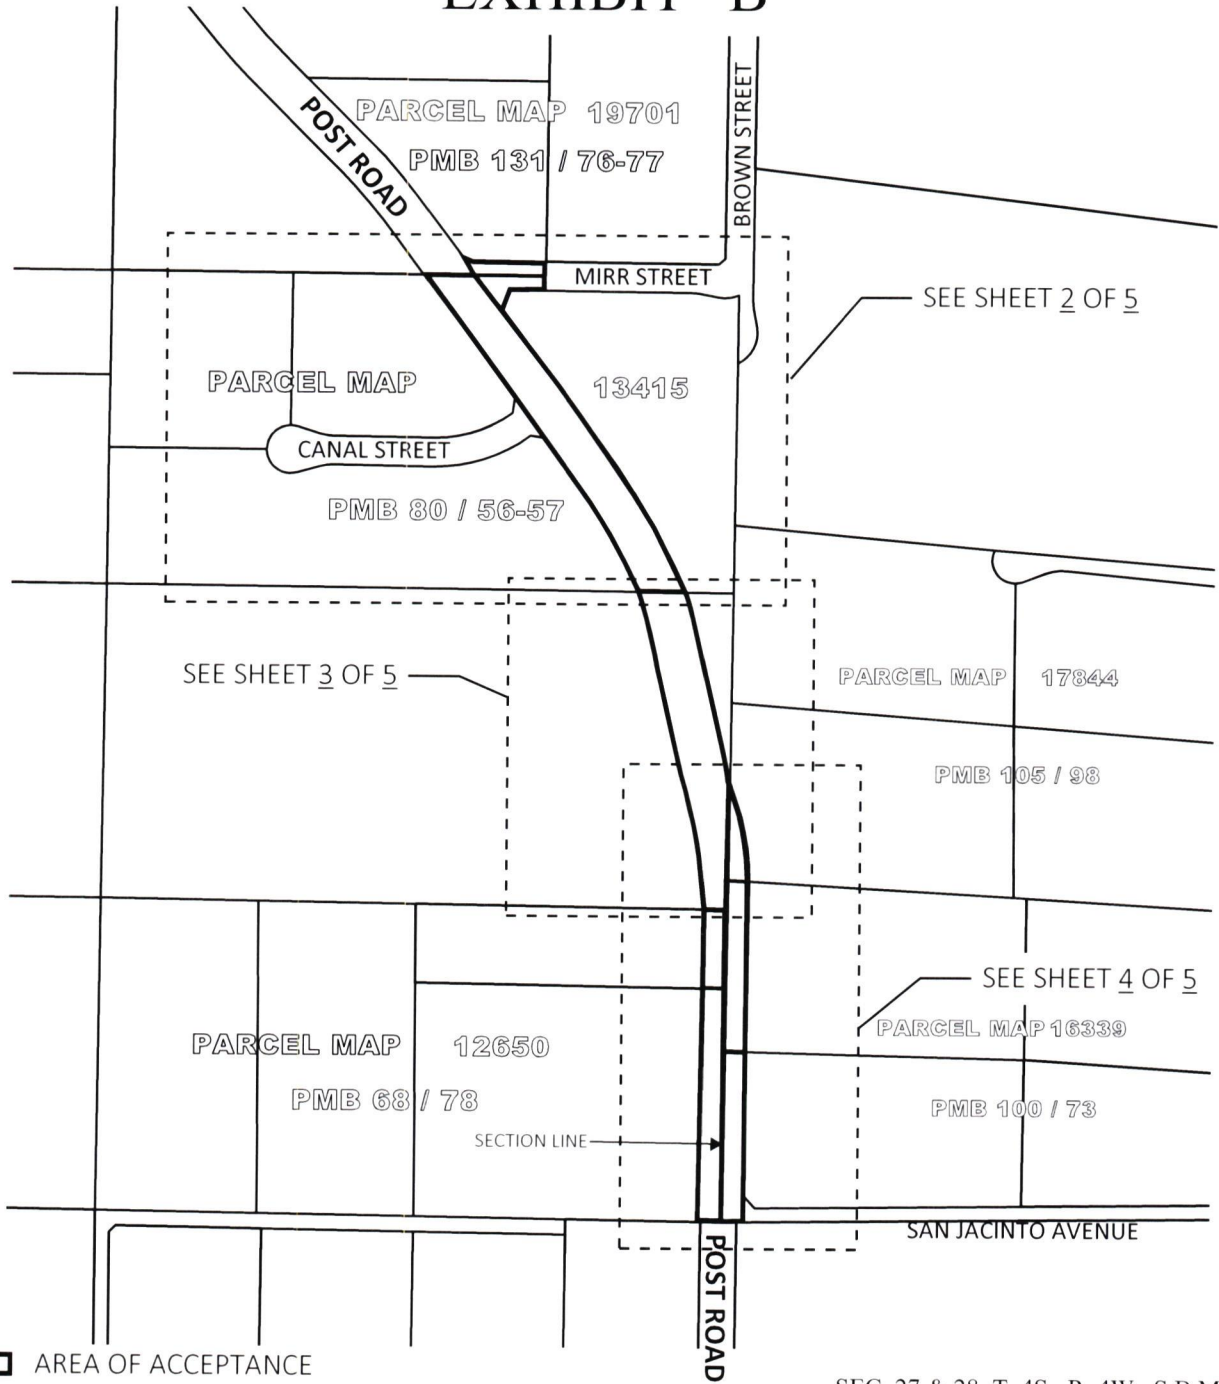 EXHIBIT "B"
PARCEL MAP 19701
PMB 131 / 76-77
POST ROAD
BROWN STREET
MIRR STREET
SEE SHEET 2 OF 5
PARCEL MAP 13415
CANAL STREET
PMB 80 / 56-57
SEE SHEET 3 OF 5
PARCEL MAP 17844
PMB 105 / 98
SEE SHEET 4 OF 5
PARCEL MAP 16339
PARCEL MAP 12650
PMB 68 / 78
PMB 100 / 73
SECTION LINE
SAN JACINTO AVENUE
POST ROAD
AREA OF ACCEPTANCE